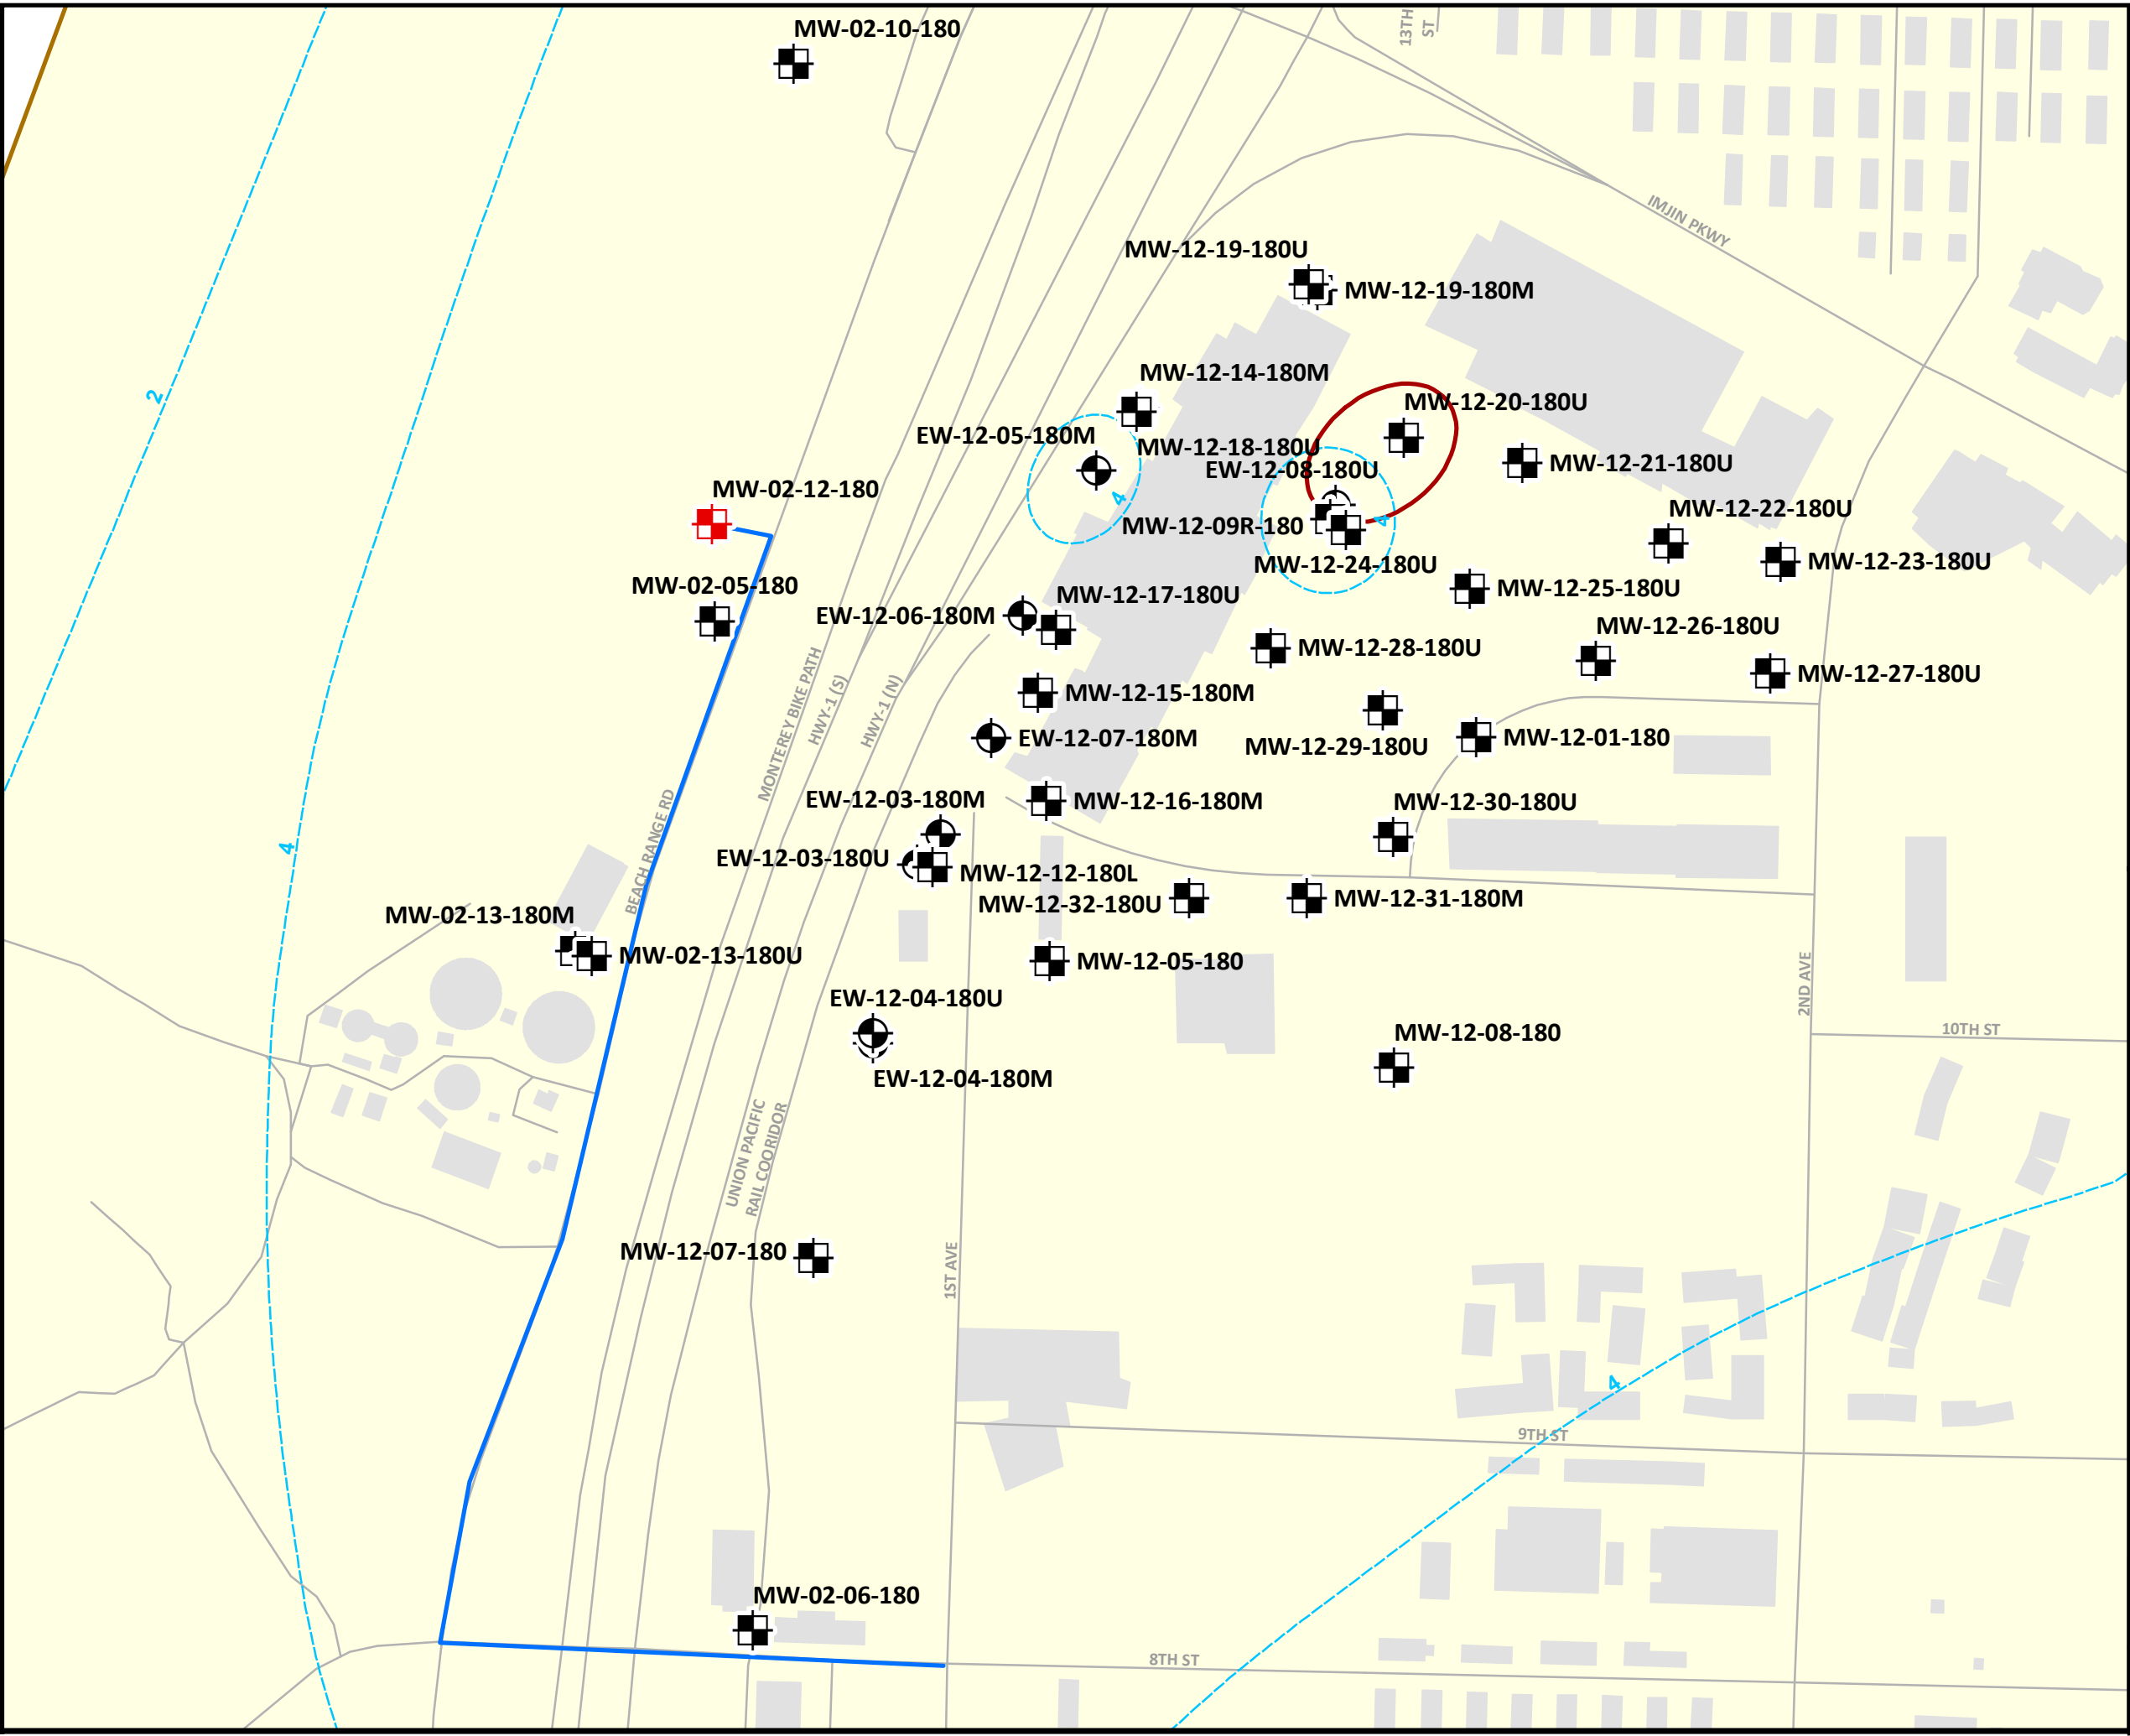 MW-02-10-180
13TH
ST
IMJIN PKWY
MW-12-19-180U
MW-12-19-180M
2
MW-12-14-180M
MW-12-20-180U
EW-12-05-180M
MW-12-18-180U
EW-12-08-180U
MW-12-21-180U
4
4
MW-02-12-180
MW-12-09R-180
MW-12-22-180U
MW-12-24-180U
MW-12-23-180U
MW-02-05-180
MW-12-17-180U
MW-12-25-180U
EW-12-06-180M
MW-12-26-180U
MW-12-28-180U
MW-12-27-180U
MONTEREY BIKE PATH
HWY-1 (S)
HWY-1 (N)
MW-12-15-180M
EW-12-07-180M
MW-12-29-180U
MW-12-01-180
EW-12-03-180M
MW-12-16-180M
MW-12-30-180U
4
BEACH RANGE RD
EW-12-03-180U
MW-12-12-180L
MW-12-32-180U
MW-12-31-180M
MW-02-13-180M
MW-02-13-180U
MW-12-05-180
2ND AVE
EW-12-04-180U
10TH ST
MW-12-08-180
EW-12-04-180M
UNION PACIFIC
RAIL COORIDOR
MW-12-07-180
1ST AVE
4
9TH ST
MW-02-06-180
8TH ST